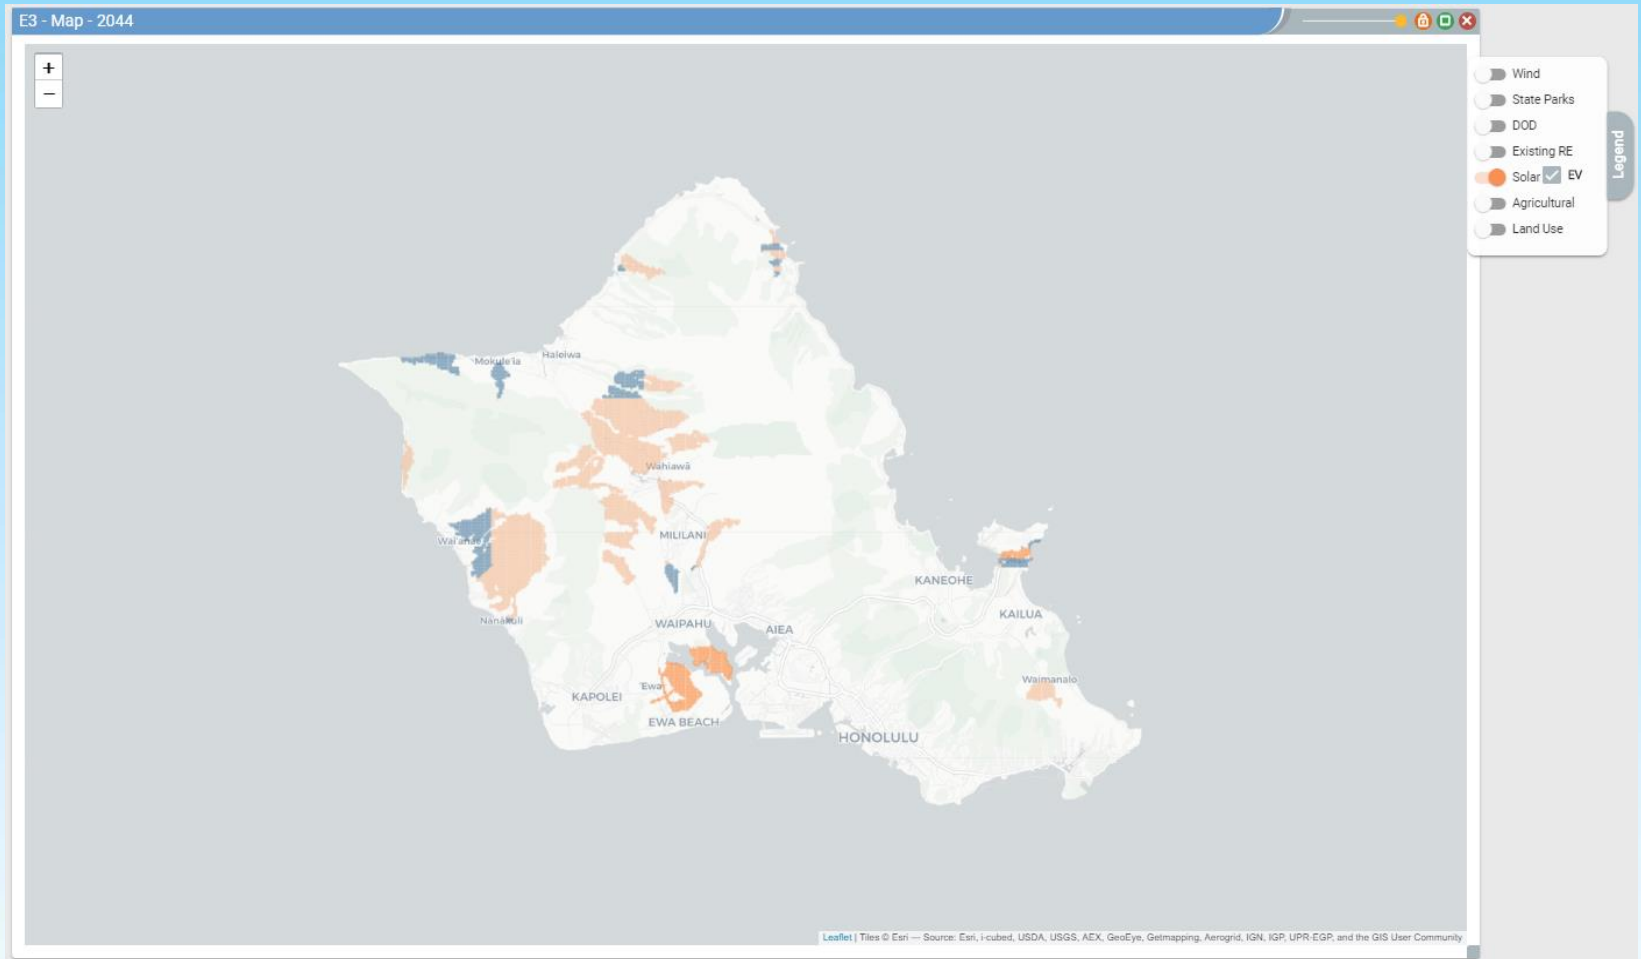 E3 - Map - 2044
+
−
Wind
State Parks
DOD
Existing RE
Solar EV
Agricultural
Land Use
Legend
Mokule'ia
Haleiwa
Wahiawā
Wai'anae
MILILANI
KANEOHE
Nanakuli
WAIPAHU
AIEA
KAILUA
Waimanalo
'Ewa
KAPOLEI
EWA BEACH
HONOLULU
Leaflet | Tiles © Esri — Source: Esri, i-cubed, USDA, USGS, AEX, GeoEye, Getmapping, Aerogrid, IGN, IGP, UPR-EGP, and the GIS User Community